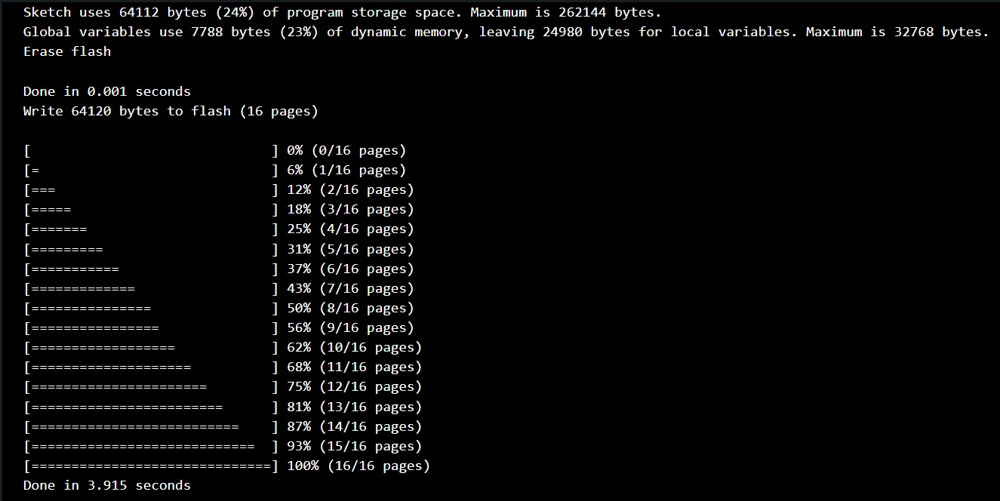 Sketch uses 64112 bytes (24%) of program storage space. Maximum is 262144 bytes.
Global variables use 7788 bytes (23%) of dynamic memory, leaving 24980 bytes for local variables. Maximum is 32768 bytes.
Erase flash
Done in 0.001 seconds
Write 64120 bytes to flash (16 pages)
[                              ] 0% (0/16 pages)
[=                             ] 6% (1/16 pages)
[===                           ] 12% (2/16 pages)
[=====                         ] 18% (3/16 pages)
[=======                       ] 25% (4/16 pages)
[=========                     ] 31% (5/16 pages)
[===========                   ] 37% (6/16 pages)
[=============                 ] 43% (7/16 pages)
[===============               ] 50% (8/16 pages)
[================              ] 56% (9/16 pages)
[==================            ] 62% (10/16 pages)
[====================          ] 68% (11/16 pages)
[======================        ] 75% (12/16 pages)
[========================      ] 81% (13/16 pages)
[==========================    ] 87% (14/16 pages)
[============================  ] 93% (15/16 pages)
[==============================] 100% (16/16 pages)
Done in 3.915 seconds